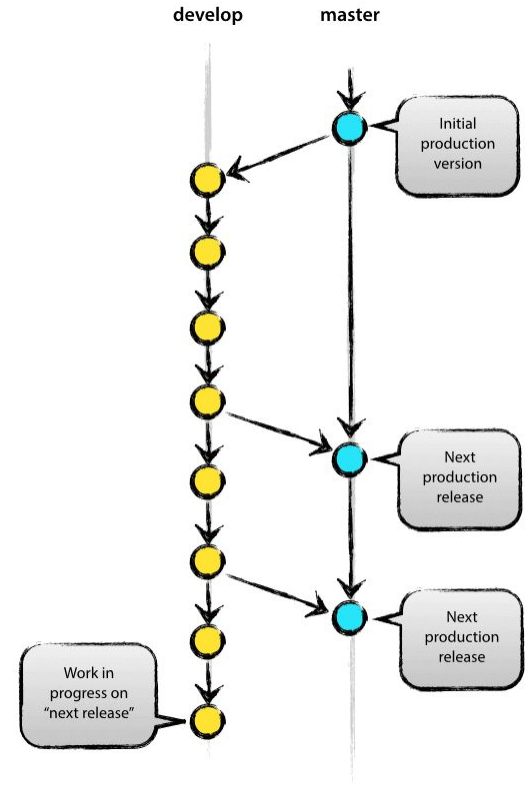 develop
master
Initial
production
version
Next
production
release
Next
production
release
Work in
progress on
“next release”